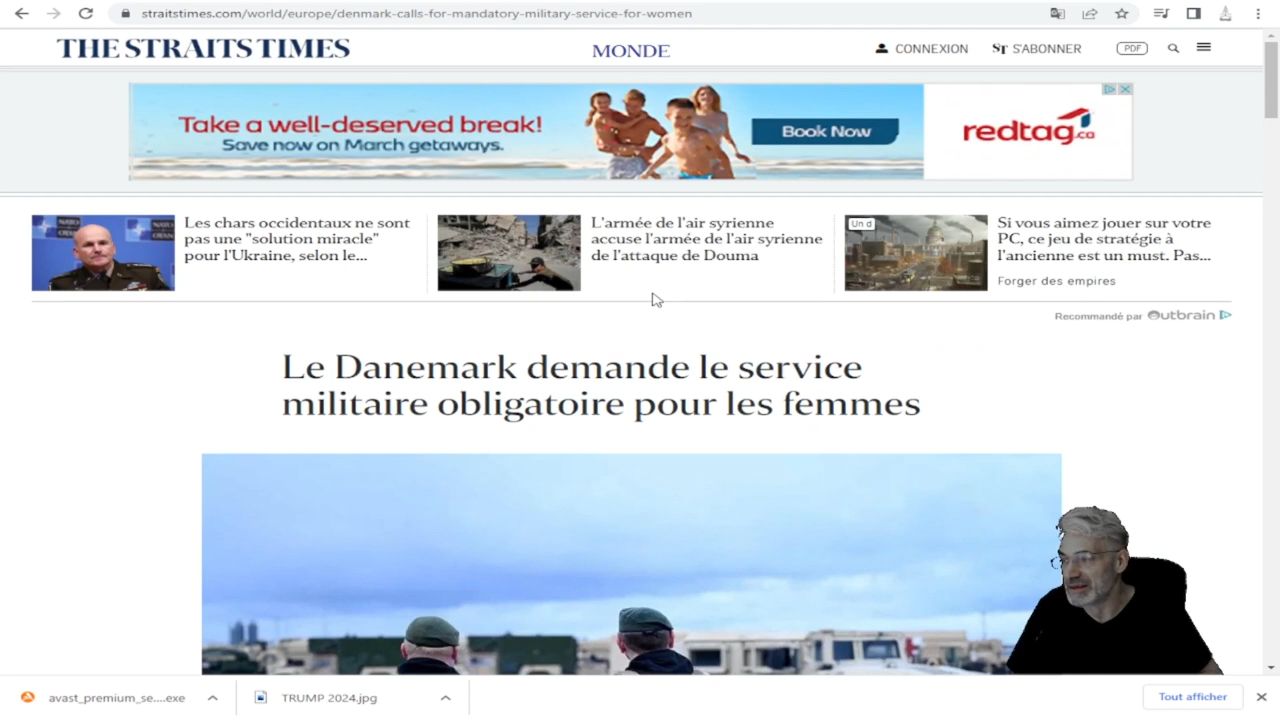 straitstimes.com/world/europe/denmark-calls-for-mandatory-military-service-for-women
THE STRAITS TIMES
MONDE
CONNEXION
ST S'ABONNER
PDF
Take a well-deserved break!
Save now on March getaways.
Book Now
redtag.ca
NATO
OTAN
Les chars occidentaux ne sont
pas une "solution miracle"
pour l'Ukraine, selon le...
L'armée de l'air syrienne
accuse l'armée de l'air syrienne
de l'attaque de Douma
Un d
Si vous aimez jouer sur votre
PC, ce jeu de stratégie à
l'ancienne est un must. Pas...
Forger des empires
Recommandé par Outbrain
Le Danemark demande le service
militaire obligatoire pour les femmes
avast_premium_se....exe
TRUMP 2024.jpg
Tout afficher